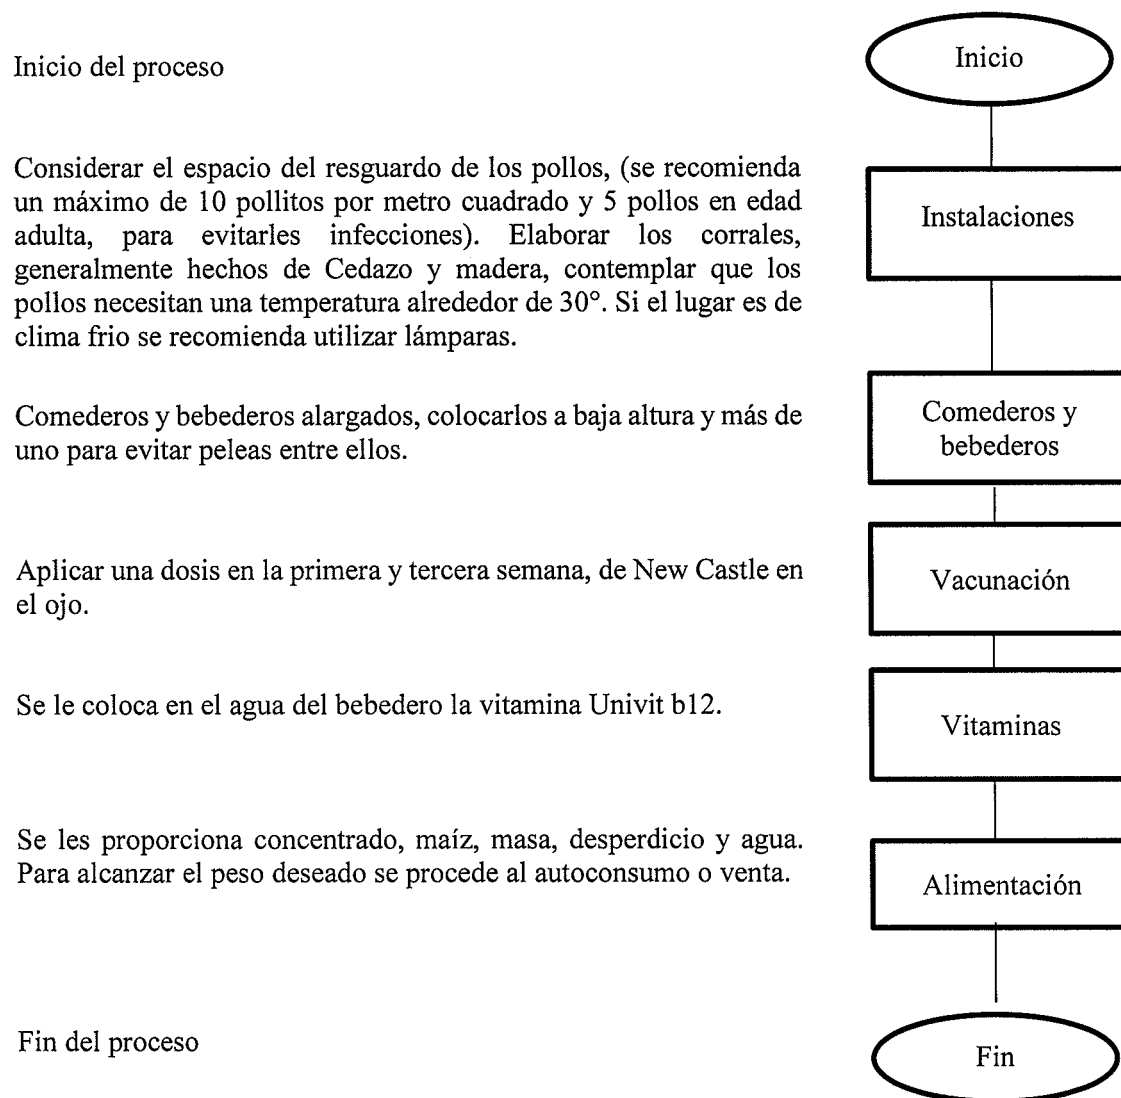 Inicio del proceso
Inicio
Considerar el espacio del resguardo de los pollos, (se recomienda
un máximo de 10 pollitos por metro cuadrado y 5 pollos en edad
adulta, para evitarles infecciones). Elaborar los corrales,
generalmente hechos de Cedazo y madera, contemplar que los
pollos necesitan una temperatura alrededor de 30°. Si el lugar es de
clima frio se recomienda utilizar lámparas.
Instalaciones
Comederos y bebederos alargados, colocarlos a baja altura y más de
uno para evitar peleas entre ellos.
Comederos y
bebederos
Aplicar una dosis en la primera y tercera semana, de New Castle en
el ojo.
Vacunación
Se le coloca en el agua del bebedero la vitamina Univit b12.
Vitaminas
Se les proporciona concentrado, maíz, masa, desperdicio y agua.
Para alcanzar el peso deseado se procede al autoconsumo o venta.
Alimentación
Fin del proceso
Fin